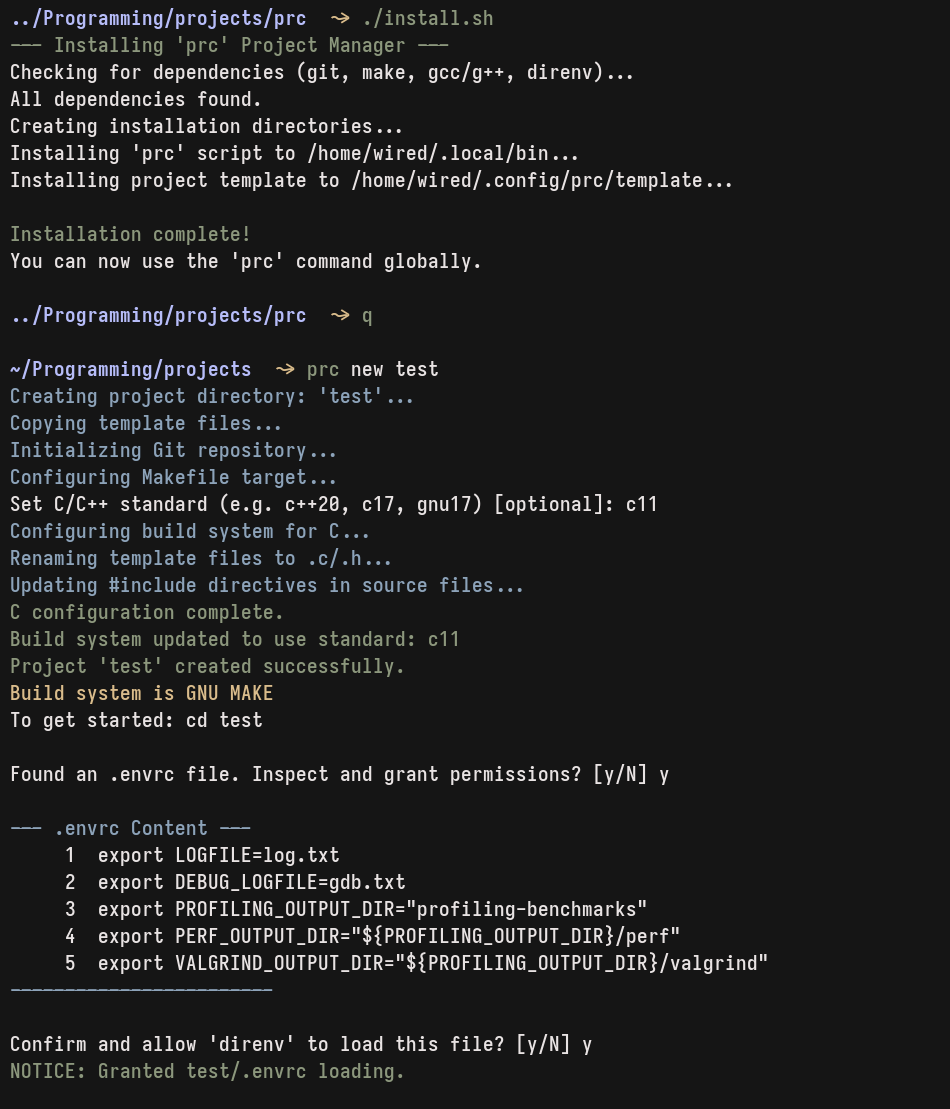 ../Programming/projects/prc ~> ./install.sh
--- Installing 'prc' Project Manager ---
Checking for dependencies (git, make, gcc/g++, direnv)...
All dependencies found.
Creating installation directories...
Installing 'prc' script to /home/wired/.local/bin...
Installing project template to /home/wired/.config/prc/template...
Installation complete!
You can now use the 'prc' command globally.
../Programming/projects/prc ~> q
~/Programming/projects ~> prc new test
Creating project directory: 'test'...
Copying template files...
Initializing Git repository...
Configuring Makefile target...
Set C/C++ standard (e.g. c++20, c17, gnu17) [optional]: c11
Configuring build system for C...
Renaming template files to .c/.h...
Updating #include directives in source files...
C configuration complete.
Build system updated to use standard: c11
Project 'test' created successfully.
Build system is GNU MAKE
To get started: cd test
Found an .envrc file. Inspect and grant permissions? [y/N] y
--- .envrc Content ---
1 export LOGFILE=log.txt
2 export DEBUG_LOGFILE=gdb.txt
3 export PROFILING_OUTPUT_DIR="profiling-benchmarks"
4 export PERF_OUTPUT_DIR="${PROFILING_OUTPUT_DIR}/perf"
5 export VALGRIND_OUTPUT_DIR="${PROFILING_OUTPUT_DIR}/valgrind"
------------------------
Confirm and allow 'direnv' to load this file? [y/N] y
NOTICE: Granted test/.envrc loading.